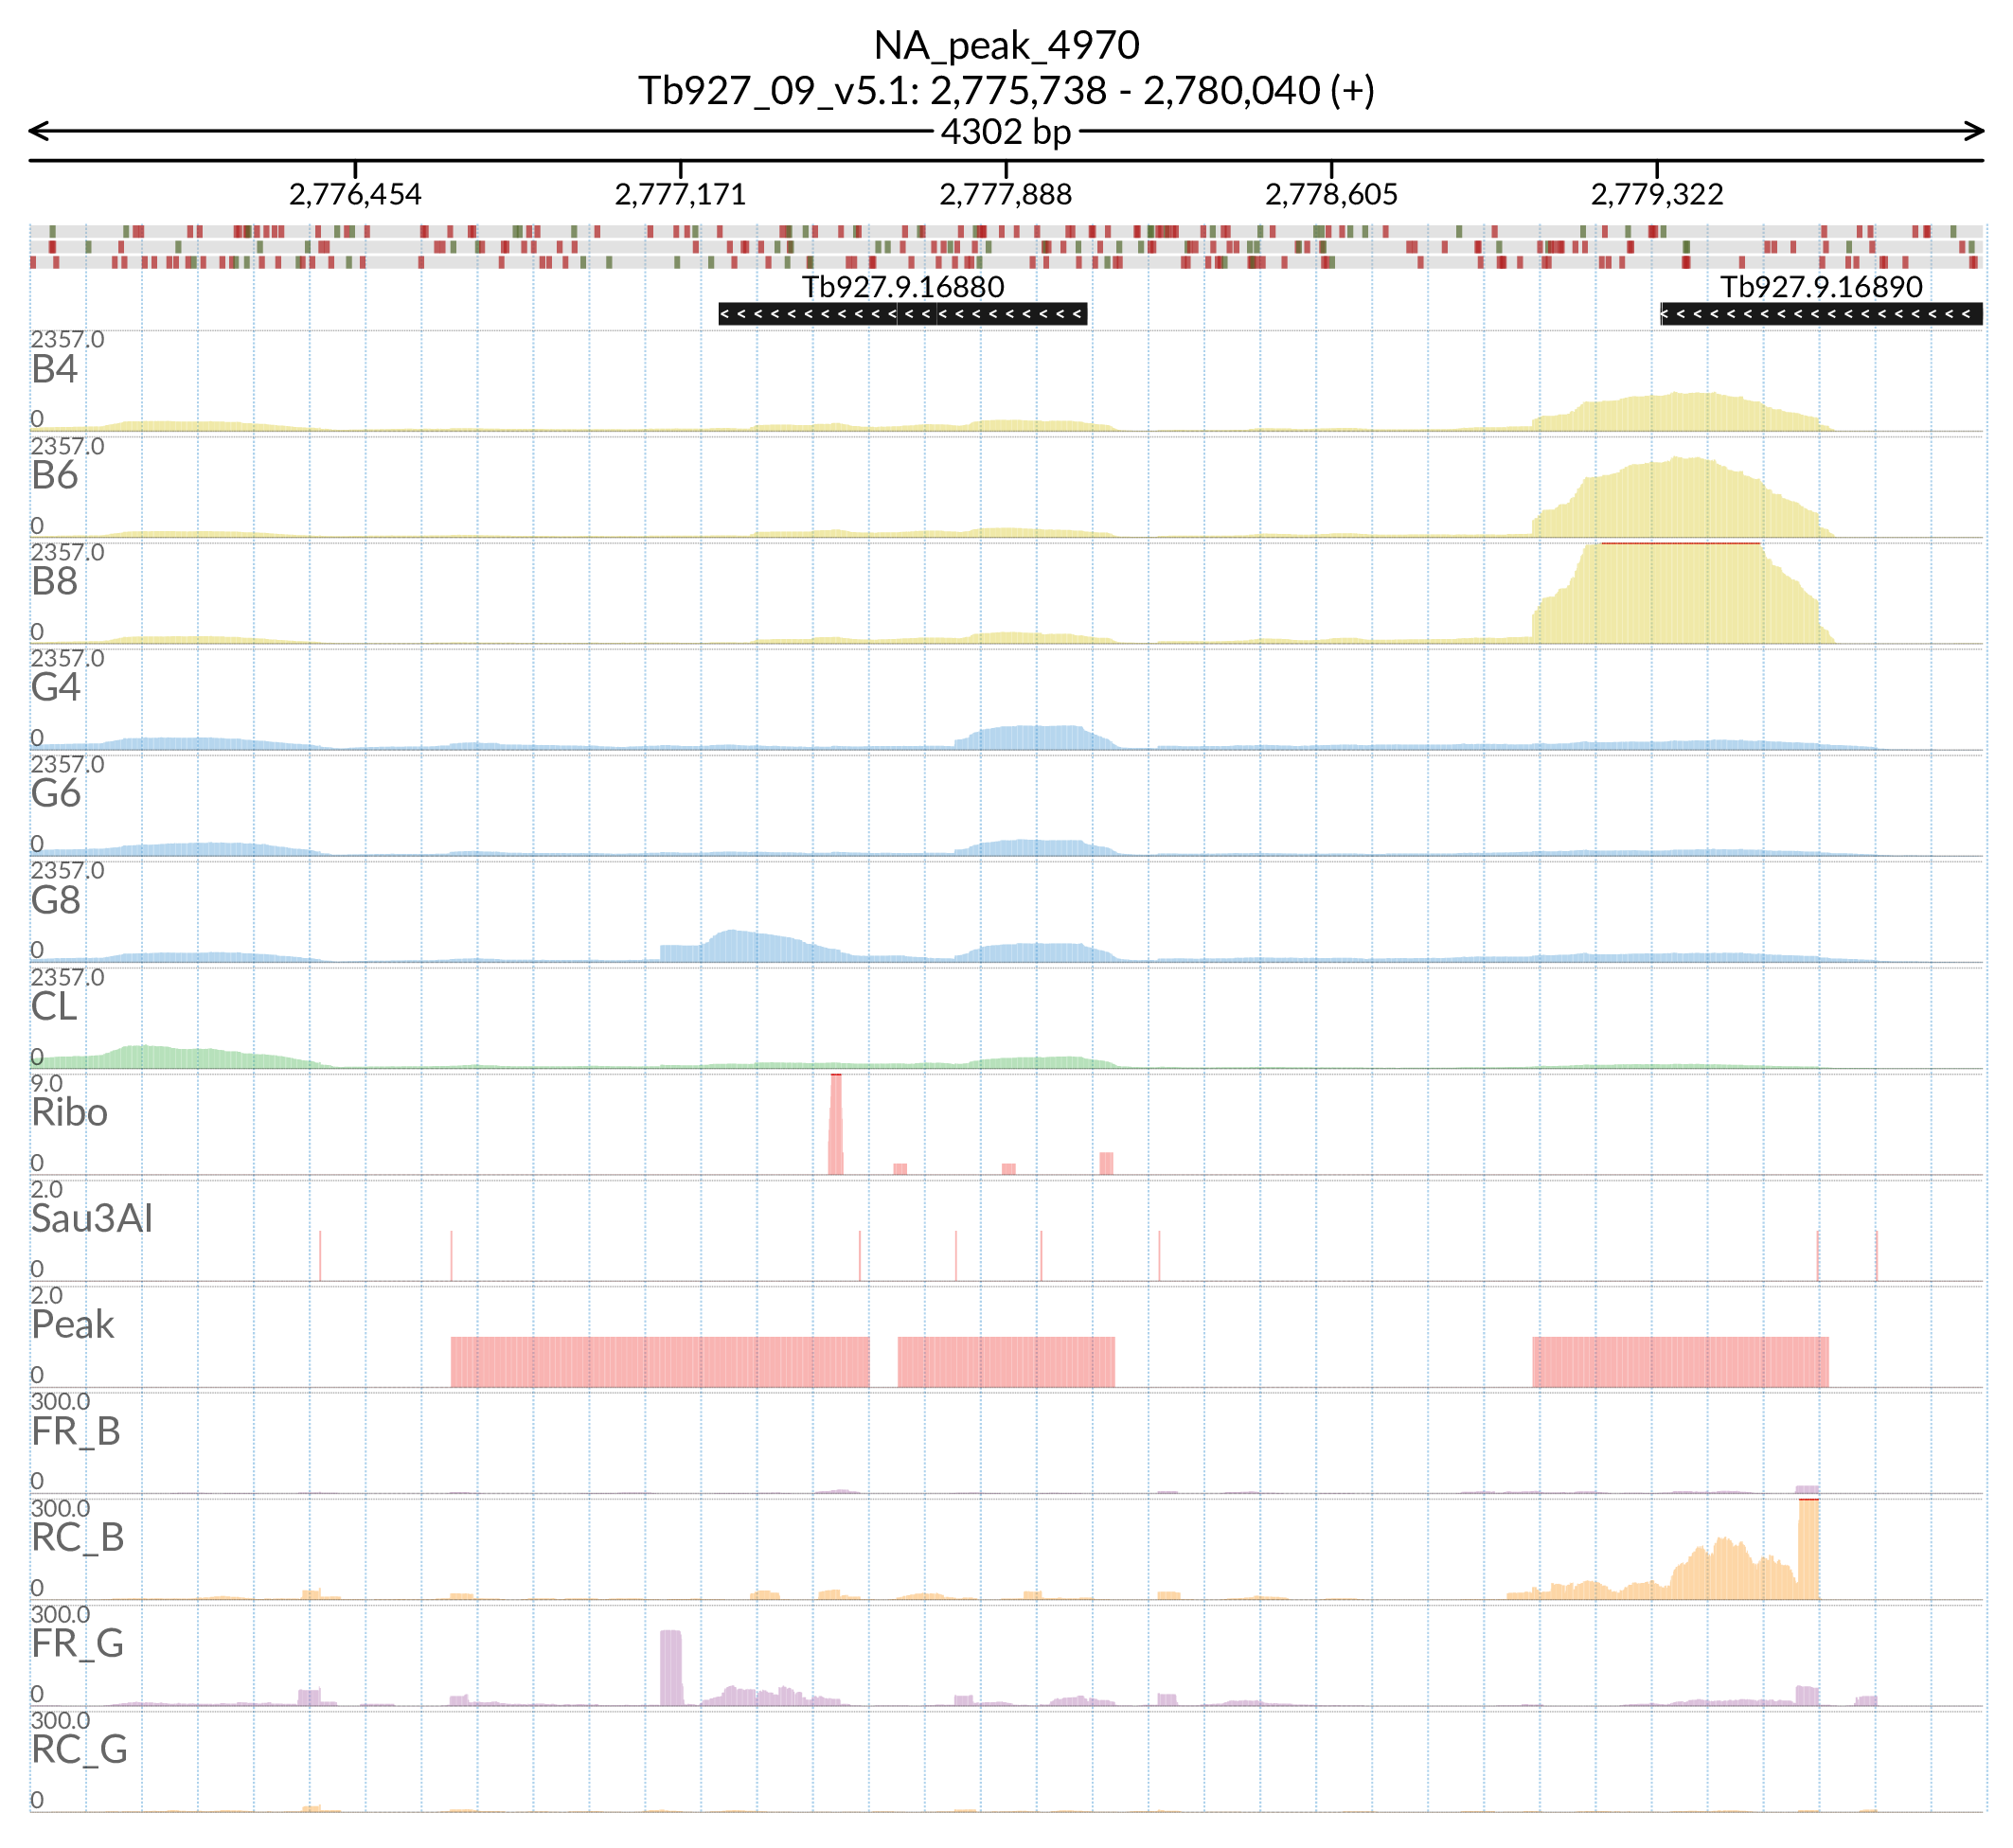 NA_peak_4970
Tb927_09_v5.1: 2,775,738 - 2,780,040 (+)
4302 bp
2,776,454 2,777,171 2,777,888 2,778,605 2,779,322
Tb927.9.16880 Tb927.9.16890
2357.0
B4
0
2357.0
B6
0
2357.0
B8
0
2357.0
G4
0
2357.0
G6
0
2357.0
G8
0
2357.0
CL
0
9.0
Ribo
0
2.0
Sau3AI
0
2.0
Peak
0
300.0
FR_B
0
300.0
RC_B
0
300.0
FR_G
0
300.0
RC_G
0